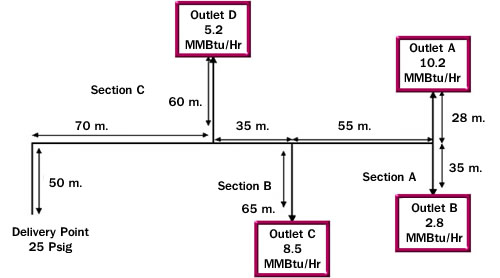 Outlet D
5.2
MMBtu/Hr
Outlet A
10.2
MMBtu/Hr
Section C
60 m.
28 m.
70 m.
35 m.
55 m.
50 m.
35 m.
Section B
Section A
65 m.
Outlet B
2.8
MMBtu/Hr
Delivery Point
25 Psig
Outlet C
8.5
MMBtu/Hr